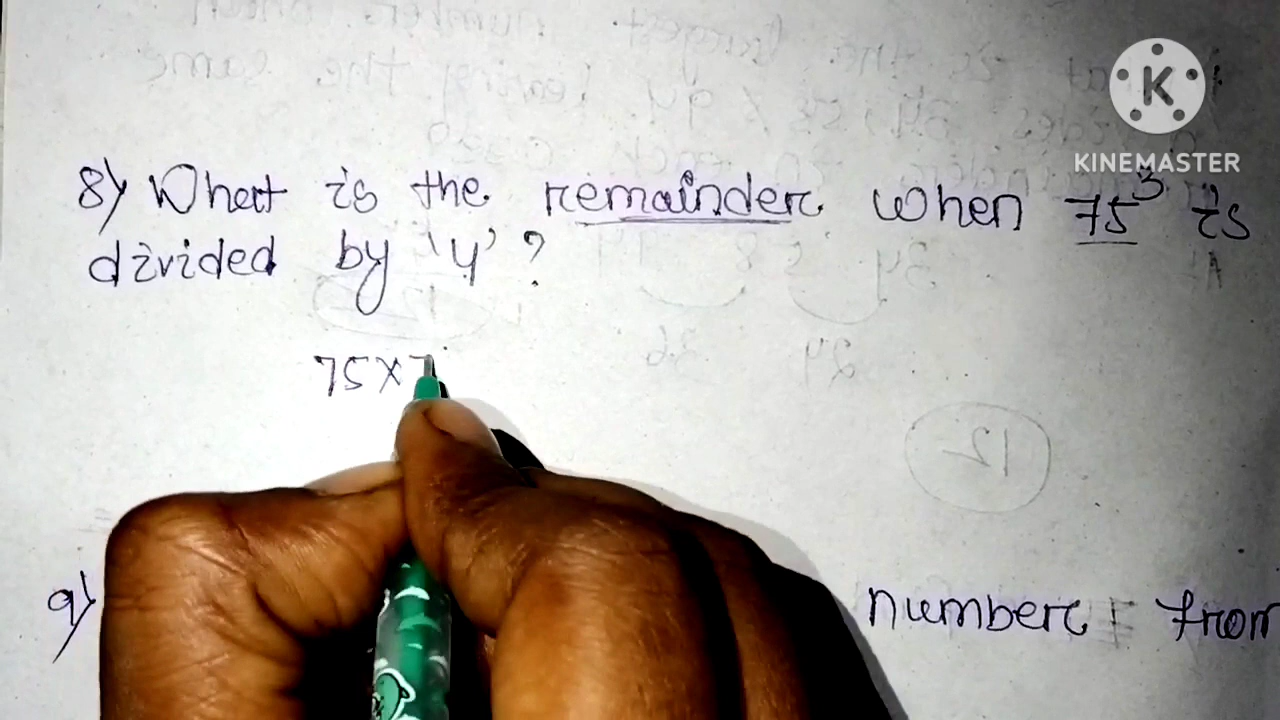 K
KINEMASTER
8) What is the remainder when 75³ is
divided by '4' ?
75×7
9) number from